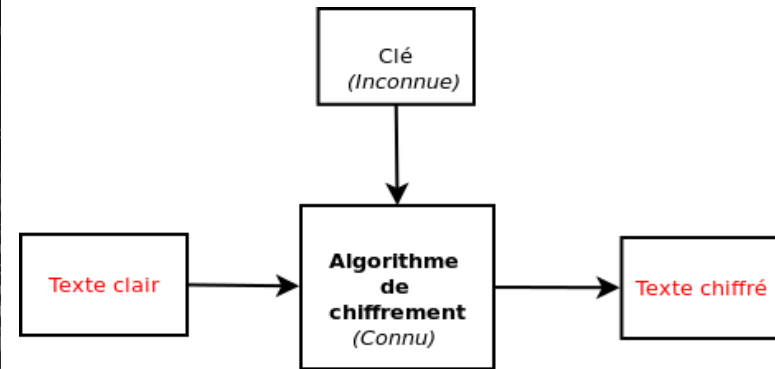 Clé
(Inconnue)
Texte clair
Algorithme
de
chiffrement
(Connu)
Texte chiffré